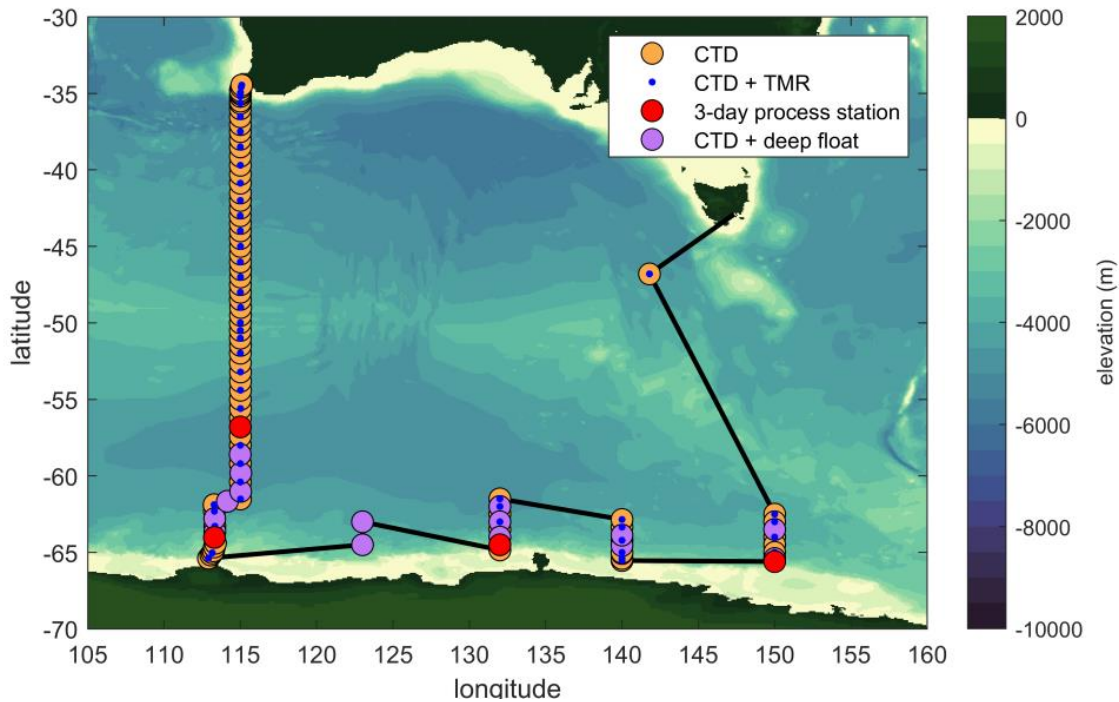 -30
-35
-40
-45
-50
-55
-60
-65
-70
latitude
CTD
CTD + TMR
3-day process station
CTD + deep float
2000
0
-2000
-4000
-6000
-8000
-10000
elevation (m)
105 110 115 120 125 130 135 140 145 150 155 160
longitude